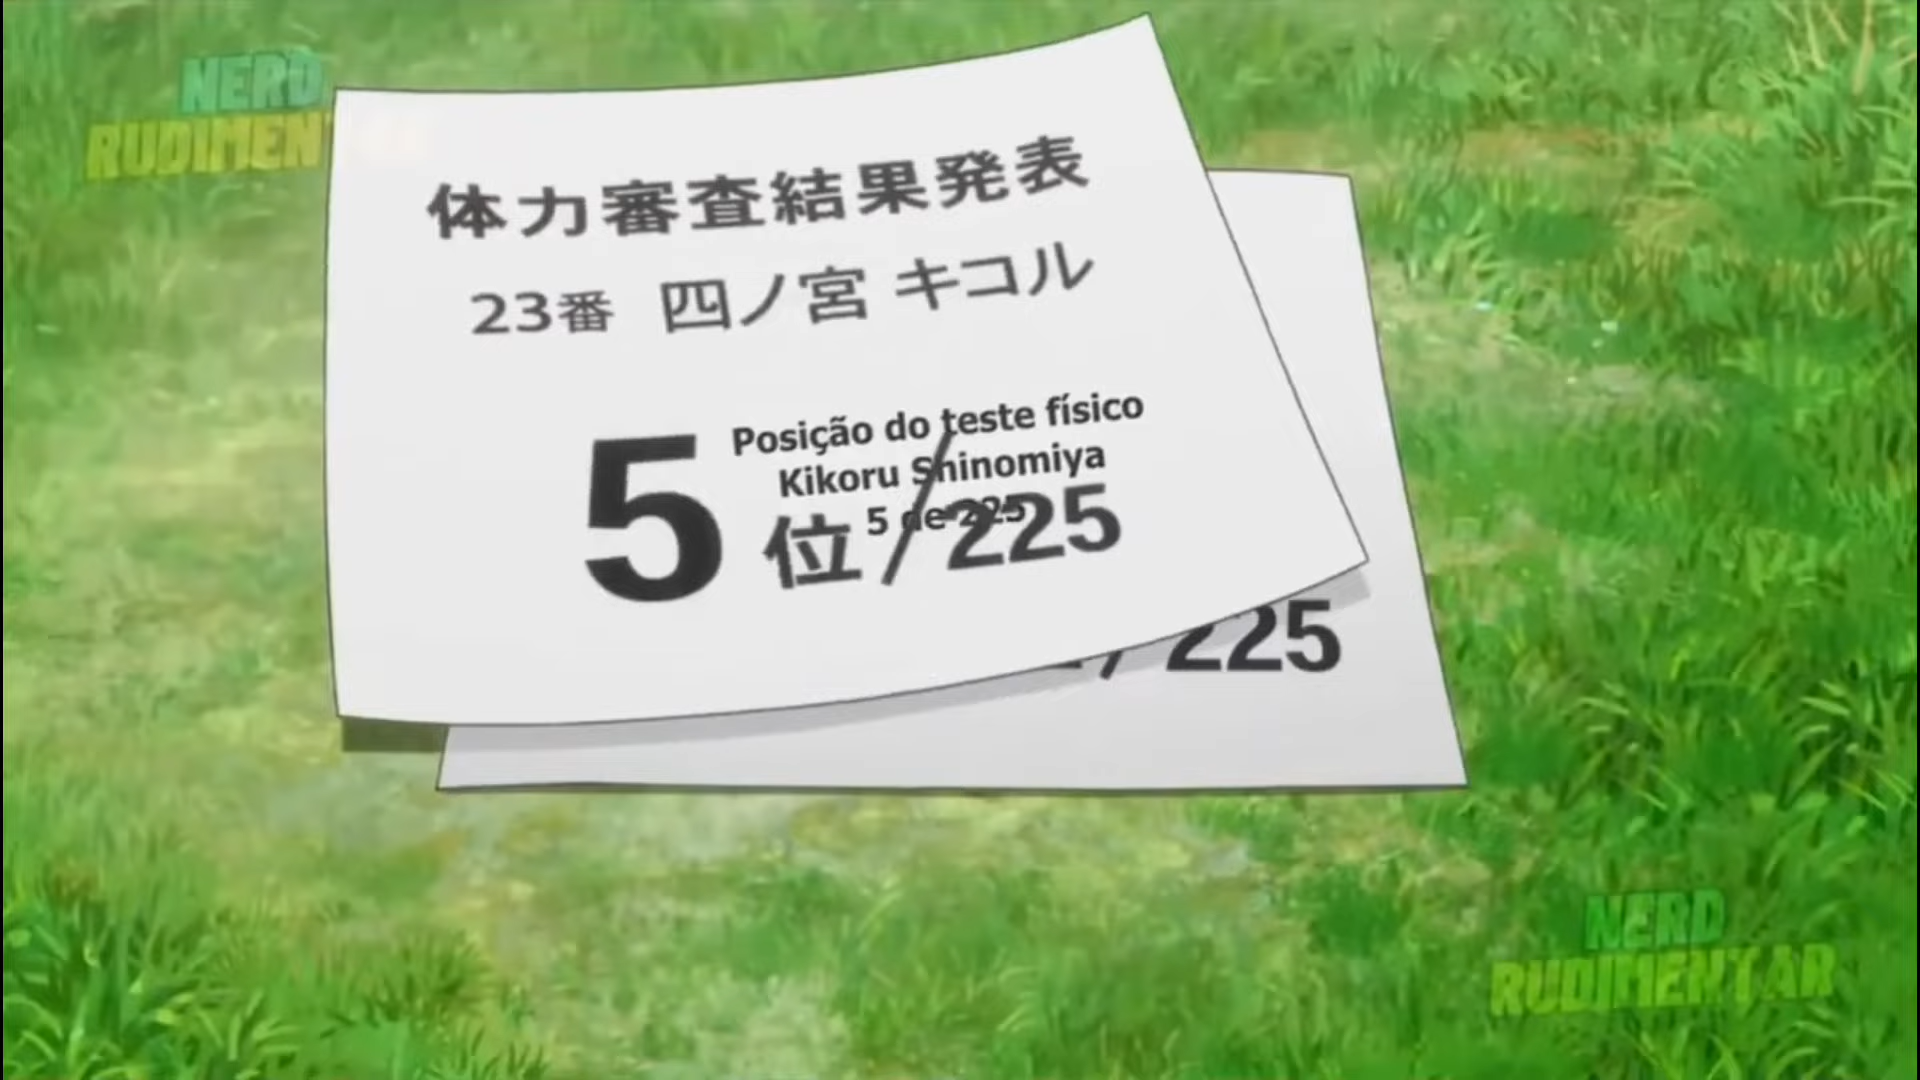 NERD
RUDIMEN
体力審査結果発表
23番 四ノ宮 キコル
Posição do teste físico
Kikoru Shinomiya
5 de 225
5位/225
/225
NERD
RUDIMENTAR